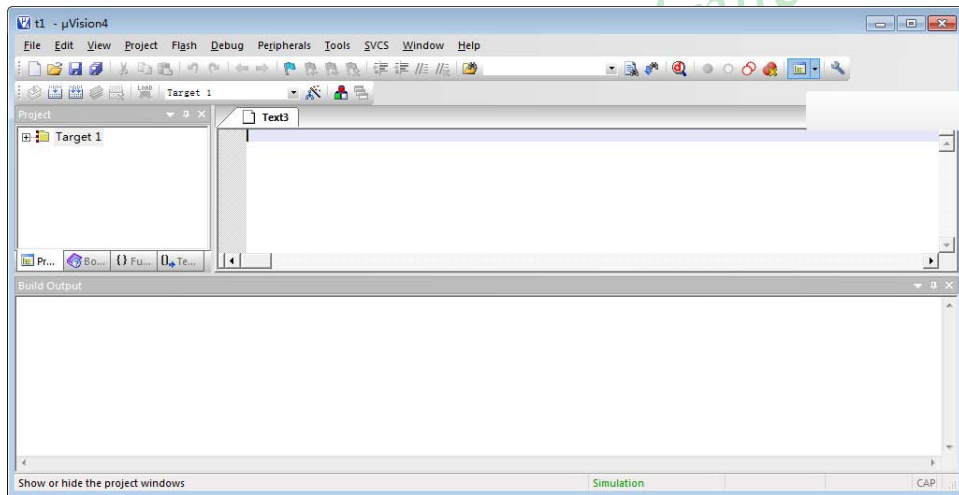 t1 - µVision4
File Edit View Project Flash Debug Peripherals Tools SVCS Window Help
LOAD Target 1
Project
Text3
Target 1
Pr... Bo... {} Fu... 0 Te...
Build Output
Show or hide the project windows Simulation CAP